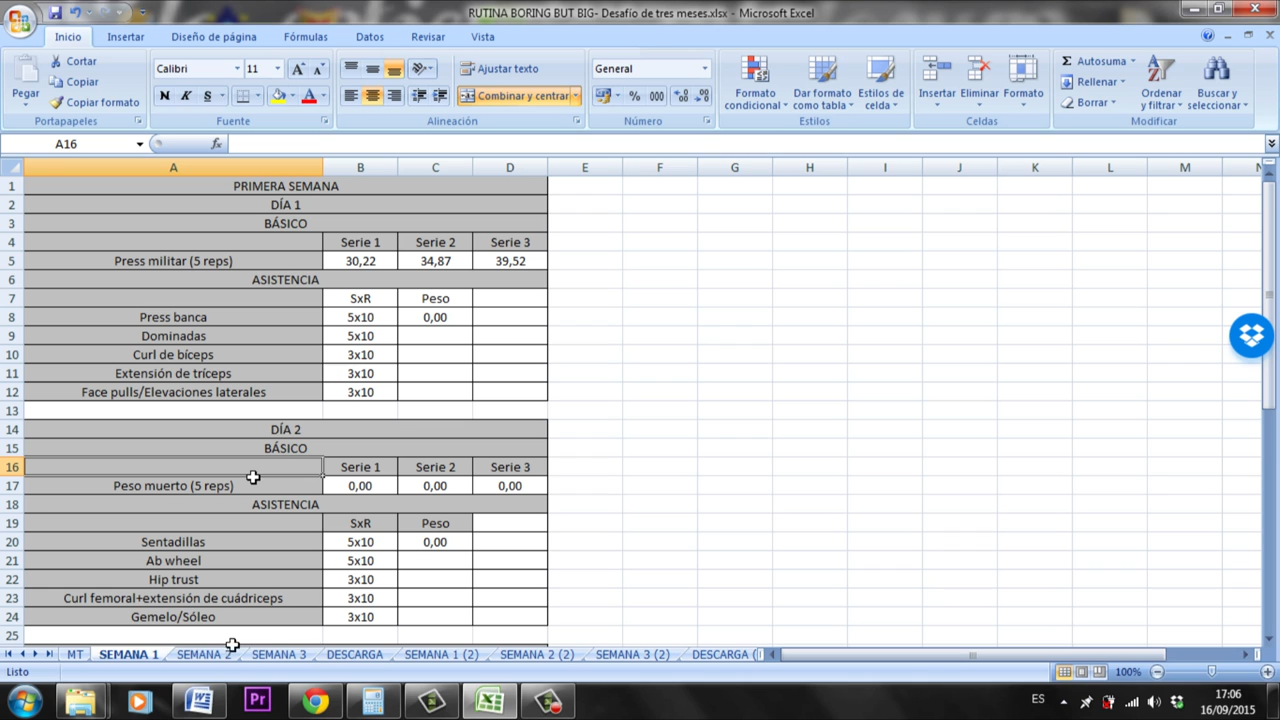 RUTINA BORING BUT BIG- Desafío de tres meses.xlsx - Microsoft Excel
Inicio Insertar Diseño de página Fórmulas Datos Revisar Vista
Pegar Cortar Copiar Copiar formato
Calibri 11 N K S
Ajustar texto Combinar y centrar
General % 000
Formato condicional Dar formato como tabla Estilos de celda
Insertar Eliminar Formato
Autosuma Rellenar Borrar Ordenar y filtrar Buscar y seleccionar
Portapapeles Fuente Alineación Número Estilos Celdas Modificar
A16 fx
A B C D E F G H I J K L M N
1 PRIMERA SEMANA
2 DÍA 1
3 BÁSICO
4 Serie 1 Serie 2 Serie 3
5 Press militar (5 reps) 30,22 34,87 39,52
6 ASISTENCIA
7 SxR Peso
8 Press banca 5x10 0,00
9 Dominadas 5x10
10 Curl de bíceps 3x10
11 Extensión de tríceps 3x10
12 Face pulls/Elevaciones laterales 3x10
13
14 DÍA 2
15 BÁSICO
16 Serie 1 Serie 2 Serie 3
17 Peso muerto (5 reps) 0,00 0,00 0,00
18 ASISTENCIA
19 SxR Peso
20 Sentadillas 5x10 0,00
21 Ab wheel 5x10
22 Hip trust 3x10
23 Curl femoral+extensión de cuádriceps 3x10
24 Gemelo/Sóleo 3x10
25
MT SEMANA 1 SEMANA 2 SEMANA 3 DESCARGA SEMANA 1 (2) SEMANA 2 (2) SEMANA 3 (2) DESCARGA (
Listo 100%
Pr ES 17:06
16/09/2015